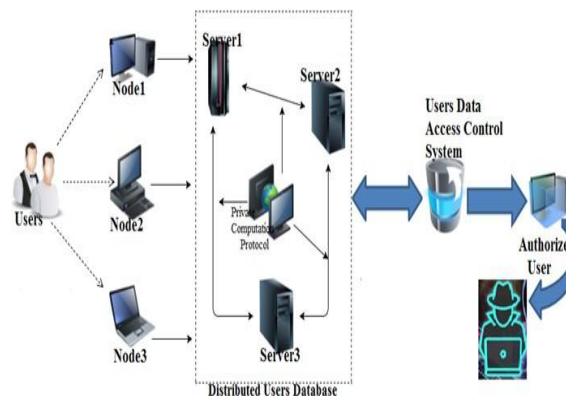 Node1
Server1
Server2
Users
Node2
Private
Computation
Protocol
Node3
Server3
Distributed Users Database
Users Data
Access Control
System
Authorize
User